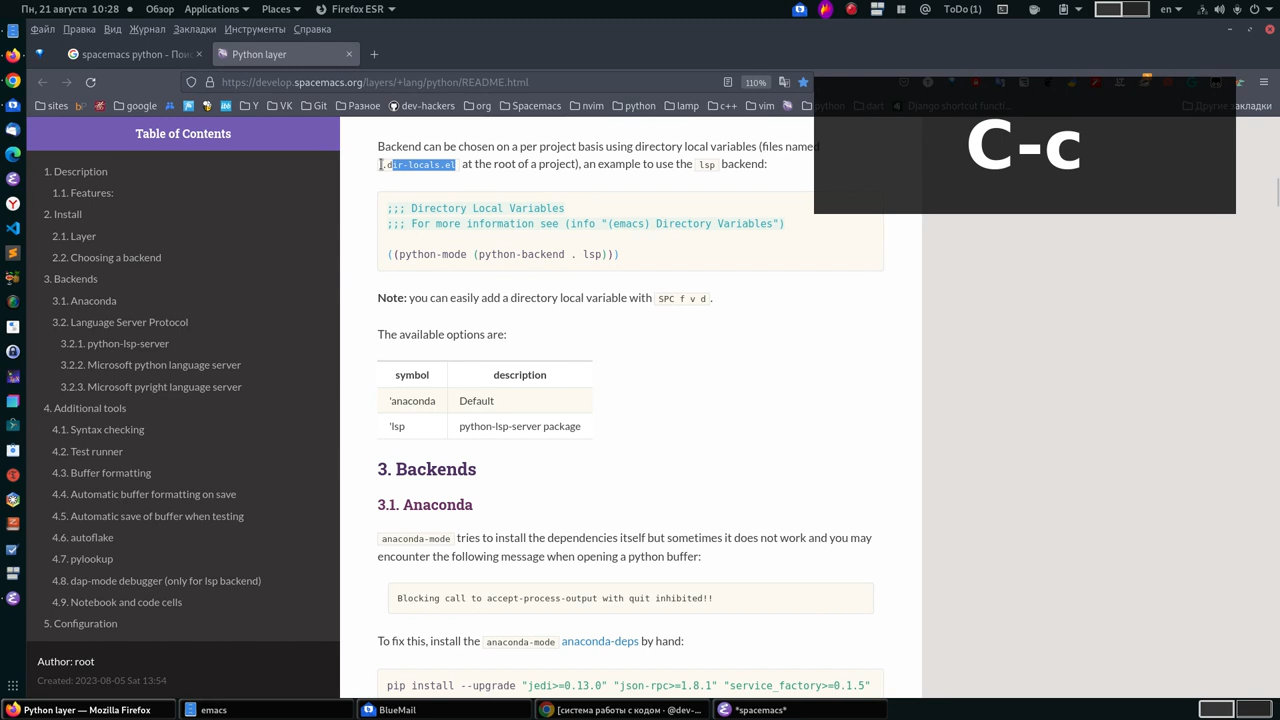 Пн, 21 августа 10:28 Обзор Applications Places Firefox ESR @ ToDo(1) en
Файл Правка Вид Журнал Закладки Инструменты Справка
spacemacs python - Пои Python layer
https://develop.spacemacs.org/layers/+lang/python/README.html 110%
sites google Y VK Git Разное dev-hackers org Spacemacs nvim python lamp c++ vim python dart Django shortcut functi... Другие закладки
C-c
Table of Contents
1. Description
1.1. Features:
2. Install
2.1. Layer
2.2. Choosing a backend
3. Backends
3.1. Anaconda
3.2. Language Server Protocol
3.2.1. python-lsp-server
3.2.2. Microsoft python language server
3.2.3. Microsoft pyright language server
4. Additional tools
4.1. Syntax checking
4.2. Test runner
4.3. Buffer formatting
4.4. Automatic buffer formatting on save
4.5. Automatic save of buffer when testing
4.6. autoflake
4.7. pylookup
4.8. dap-mode debugger (only for lsp backend)
4.9. Notebook and code cells
5. Configuration
Author: root
Created: 2023-08-05 Sat 13:54
Backend can be chosen on a per project basis using directory local variables (files named
.dir-locals.el at the root of a project), an example to use the lsp backend:
;;; Directory Local Variables
;;; For more information see (info "(emacs) Directory Variables")
((python-mode (python-backend . lsp)))
Note: you can easily add a directory local variable with SPC f v d.
The available options are:
symbol description
'anaconda Default
'lsp python-lsp-server package
3. Backends
3.1. Anaconda
anaconda-mode tries to install the dependencies itself but sometimes it does not work and you may
encounter the following message when opening a python buffer:
Blocking call to accept-process-output with quit inhibited!!
To fix this, install the anaconda-mode anaconda-deps by hand:
pip install --upgrade "jedi>=0.13.0" "json-rpc>=1.8.1" "service_factory>=0.1.5"
Python layer — Mozilla Firefox emacs BlueMail [система работы с кодом · @dev-... *spacemacs*